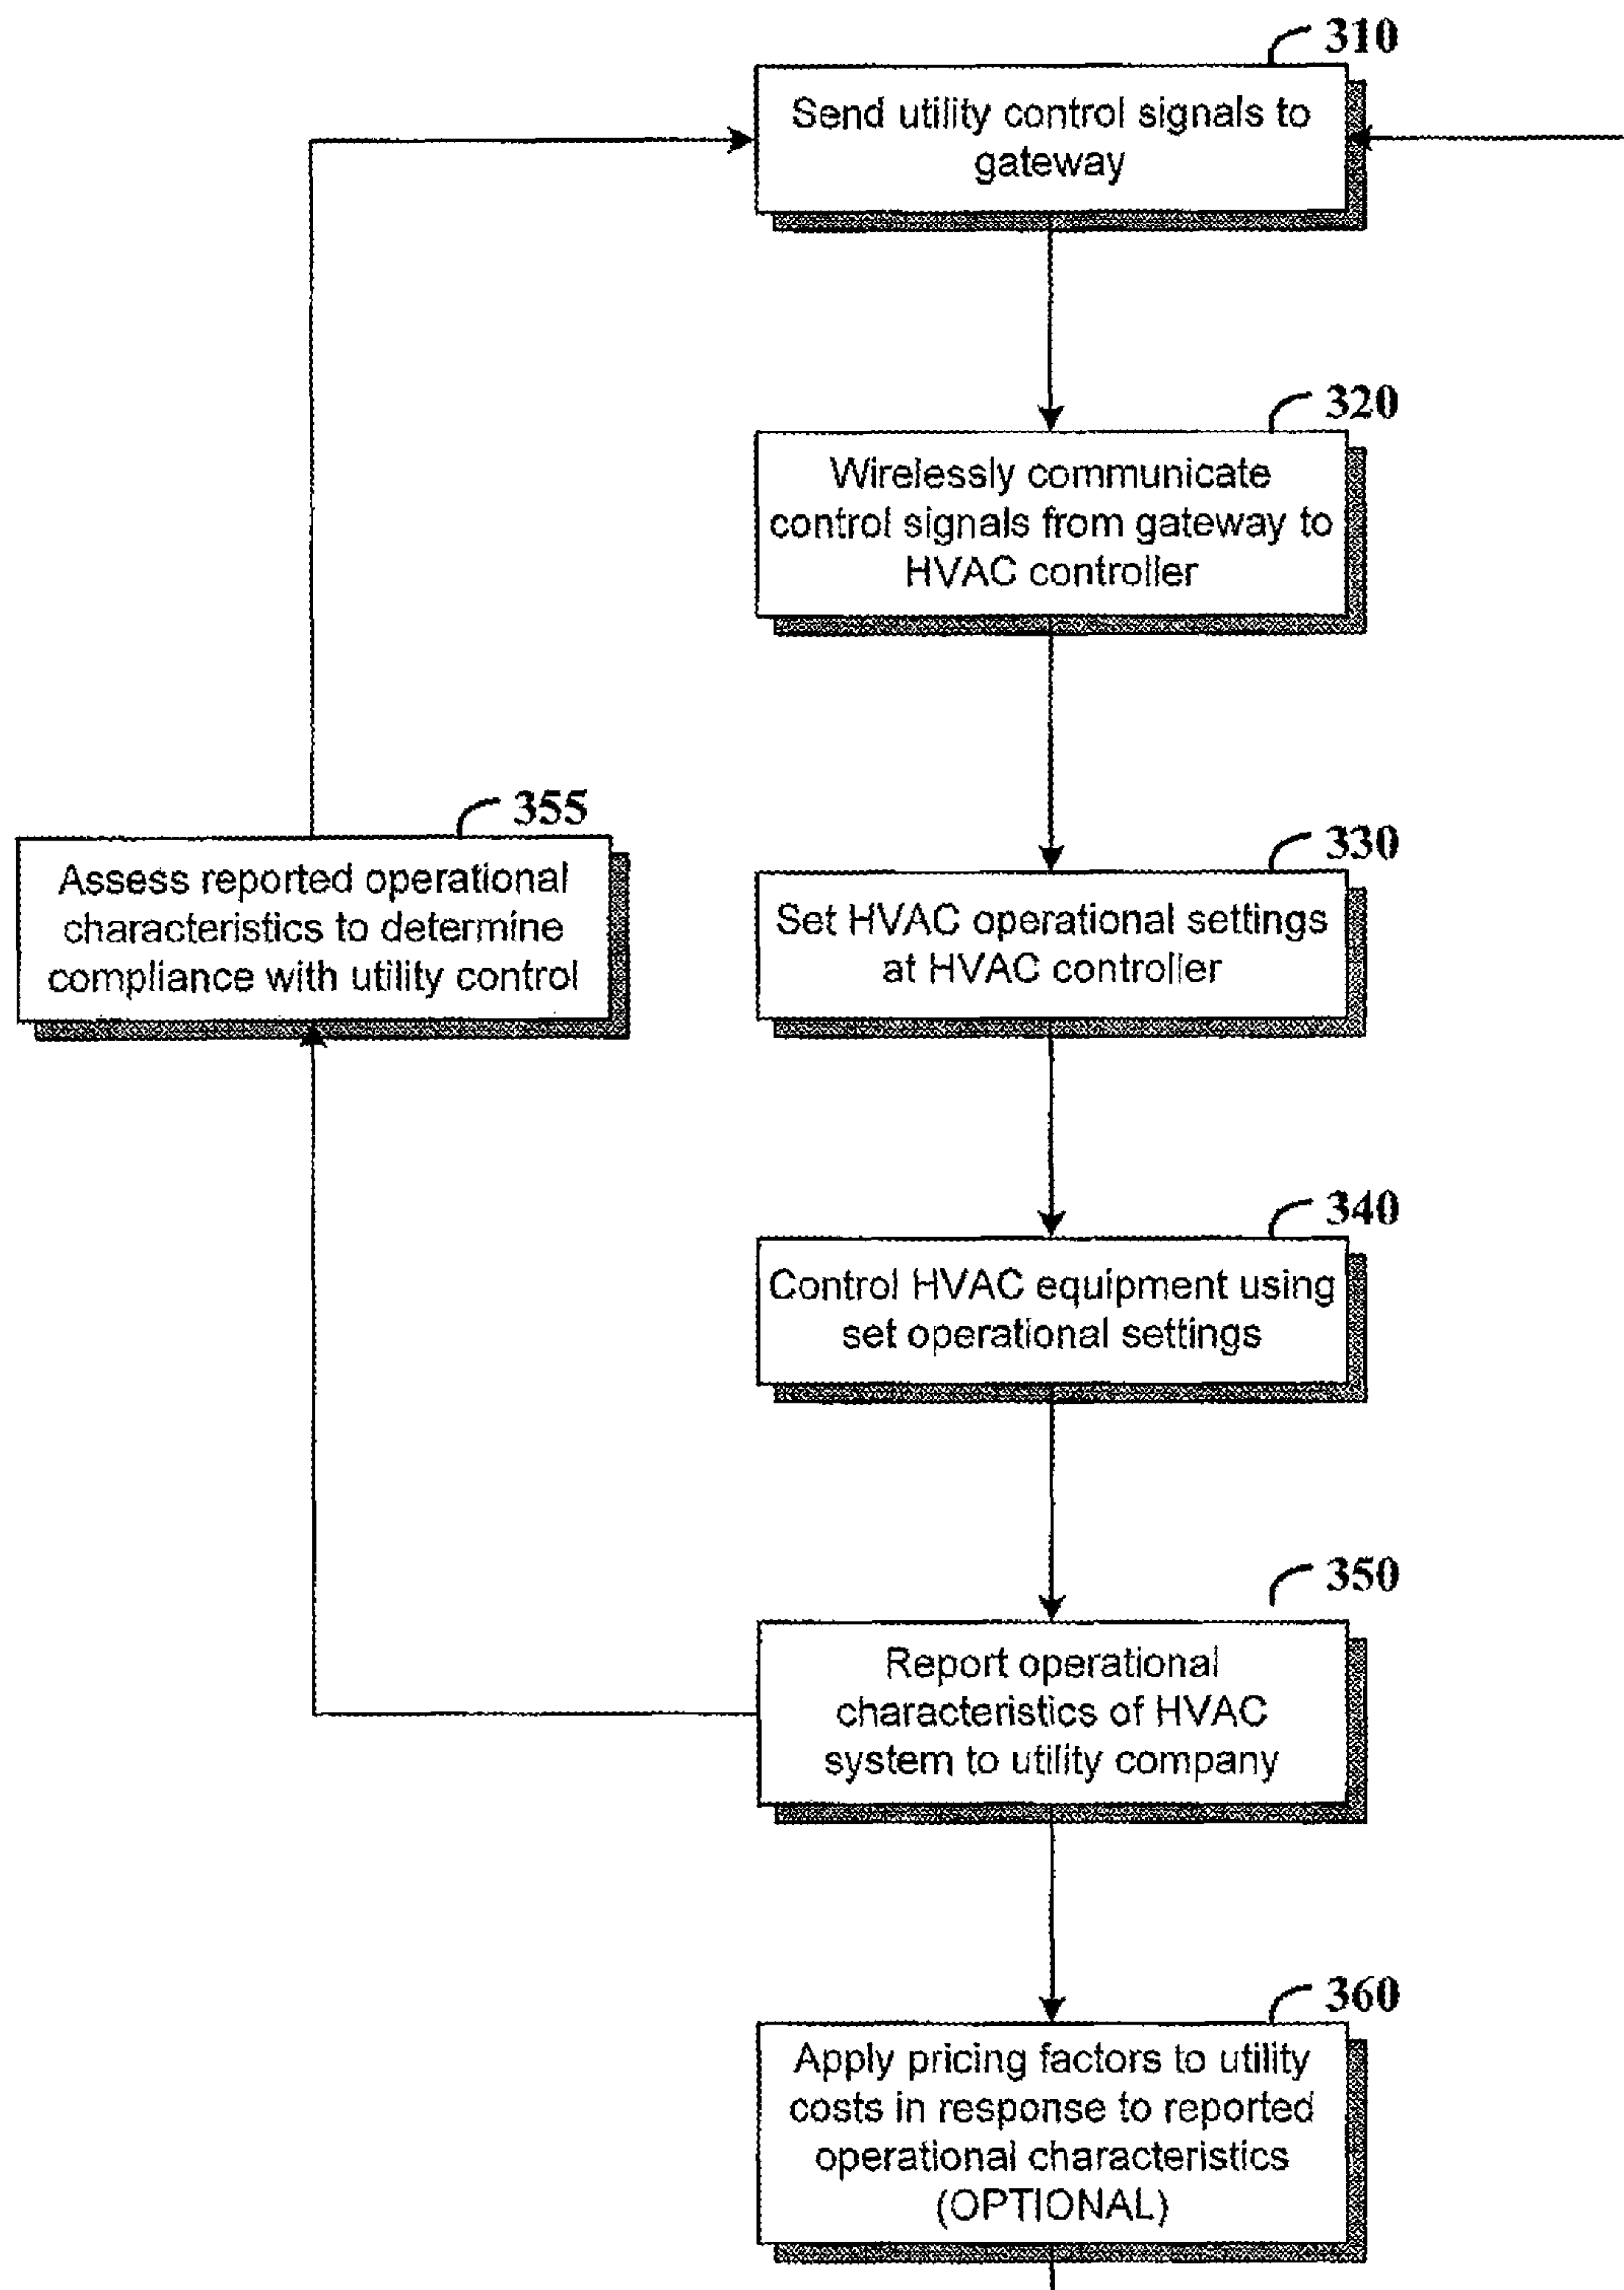 310
Send utility control signals to
gateway
320
Wirelessly communicate
control signals from gateway to
HVAC controller
355
Assess reported operational
characteristics to determine
compliance with utility control
330
Set HVAC operational settings
at HVAC controller
340
Control HVAC equipment using
set operational settings
350
Report operational
characteristics of HVAC
system to utility company
360
Apply pricing factors to utility
costs in response to reported
operational characteristics
(OPTIONAL)